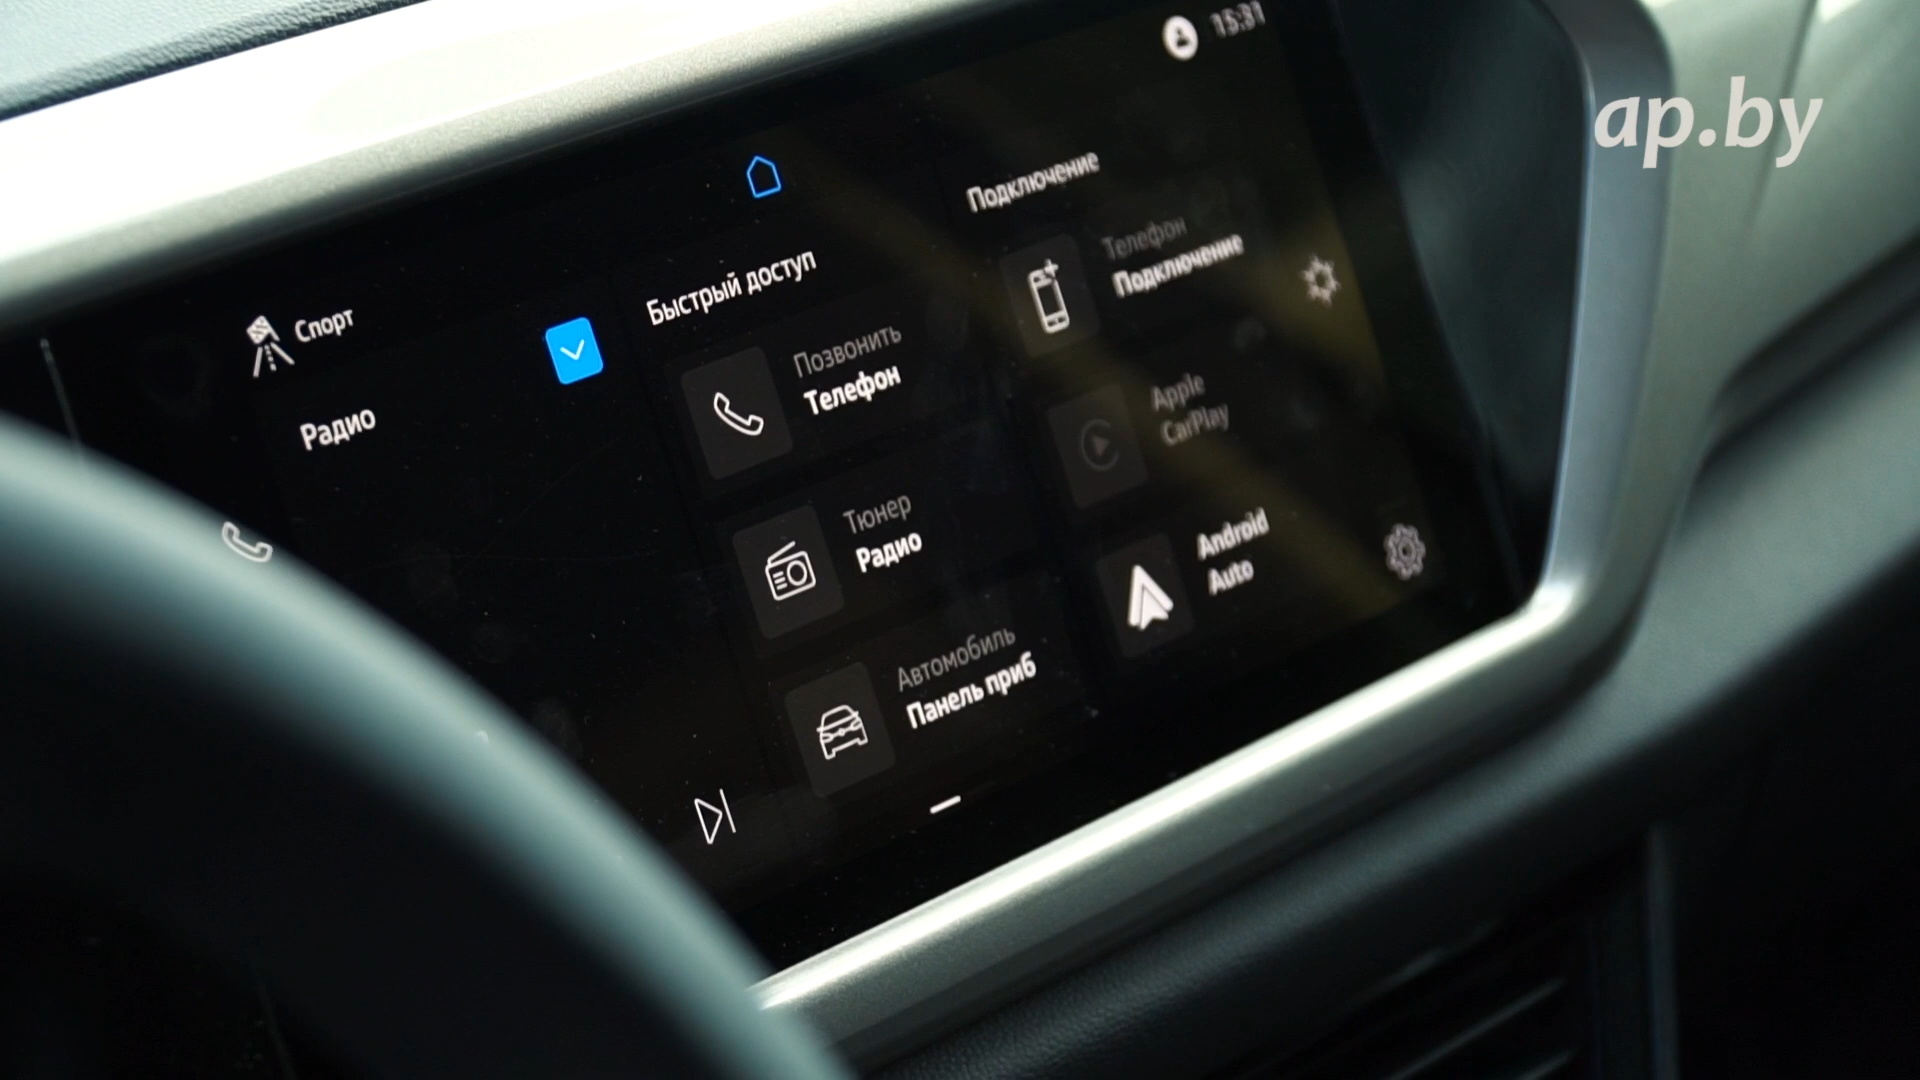 15:31
ap.by
Спорт
Радио
Быстрый доступ
Позвонить
Телефон
Тюнер
Радио
Автомобиль
Панель приб
Подключение
Телефон
Подключение
Apple
CarPlay
Android
Auto